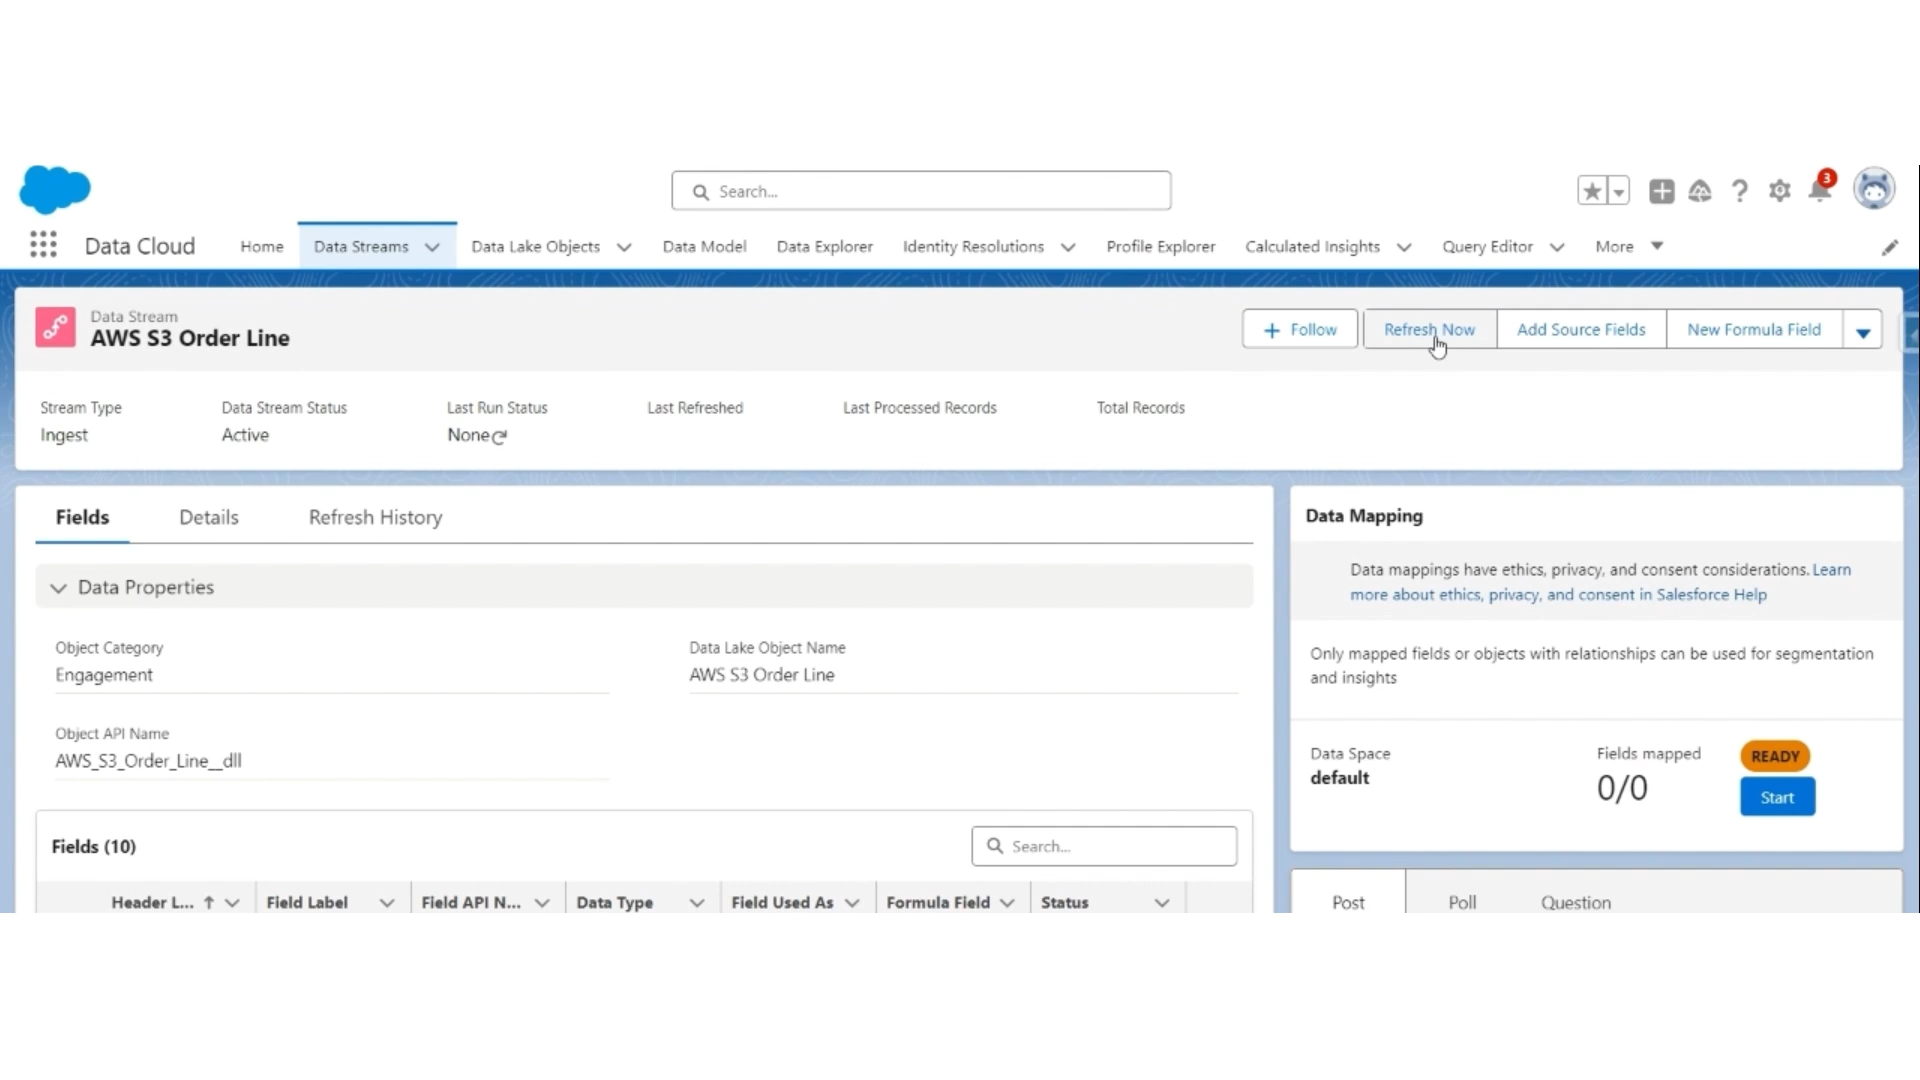 Search...
3
Data Cloud
Home
Data Streams
Data Lake Objects
Data Model
Data Explorer
Identity Resolutions
Profile Explorer
Calculated Insights
Query Editor
More
Data Stream
AWS S3 Order Line
Follow
Refresh Now
Add Source Fields
New Formula Field
Stream Type
Ingest
Data Stream Status
Active
Last Run Status
None
Last Refreshed
Last Processed Records
Total Records
Fields
Details
Refresh History
Data Properties
Object Category
Engagement
Data Lake Object Name
AWS S3 Order Line
Object API Name
AWS_S3_Order_Line__dll
Fields (10)
Search...
Header L...
Field Label
Field API N...
Data Type
Field Used As
Formula Field
Status
Data Mapping
Data mappings have ethics, privacy, and consent considerations. Learn
more about ethics, privacy, and consent in Salesforce Help
Only mapped fields or objects with relationships can be used for segmentation
and insights
Data Space
default
Fields mapped
0/0
READY
Start
Post
Poll
Question